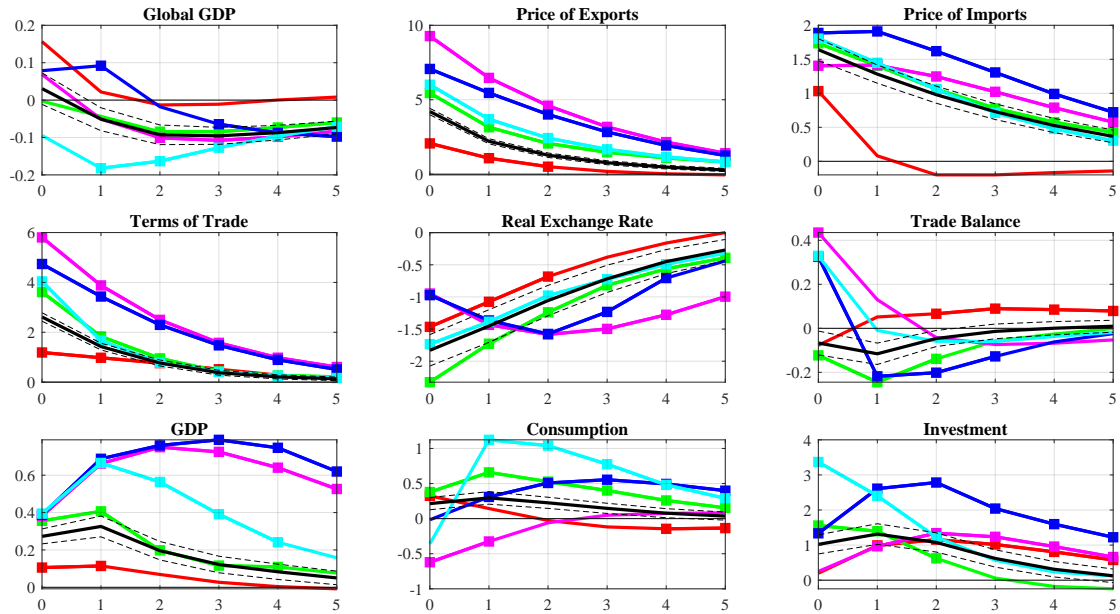 Global GDP
Price of Exports
Price of Imports
0.2
0.1
0
-0.1
-0.2
0 1 2 3 4 5
10
5
0
0 1 2 3 4 5
2
1.5
1
0.5
0
0 1 2 3 4 5
Terms of Trade
Real Exchange Rate
Trade Balance
6
4
2
0
0 1 2 3 4 5
0
-0.5
-1
-1.5
-2
0 1 2 3 4 5
0.4
0.2
0
-0.2
0 1 2 3 4 5
GDP
Consumption
Investment
0.6
0.4
0.2
0
0 1 2 3 4 5
1
0.5
0
-0.5
-1
0 1 2 3 4 5
4
3
2
1
0
0 1 2 3 4 5